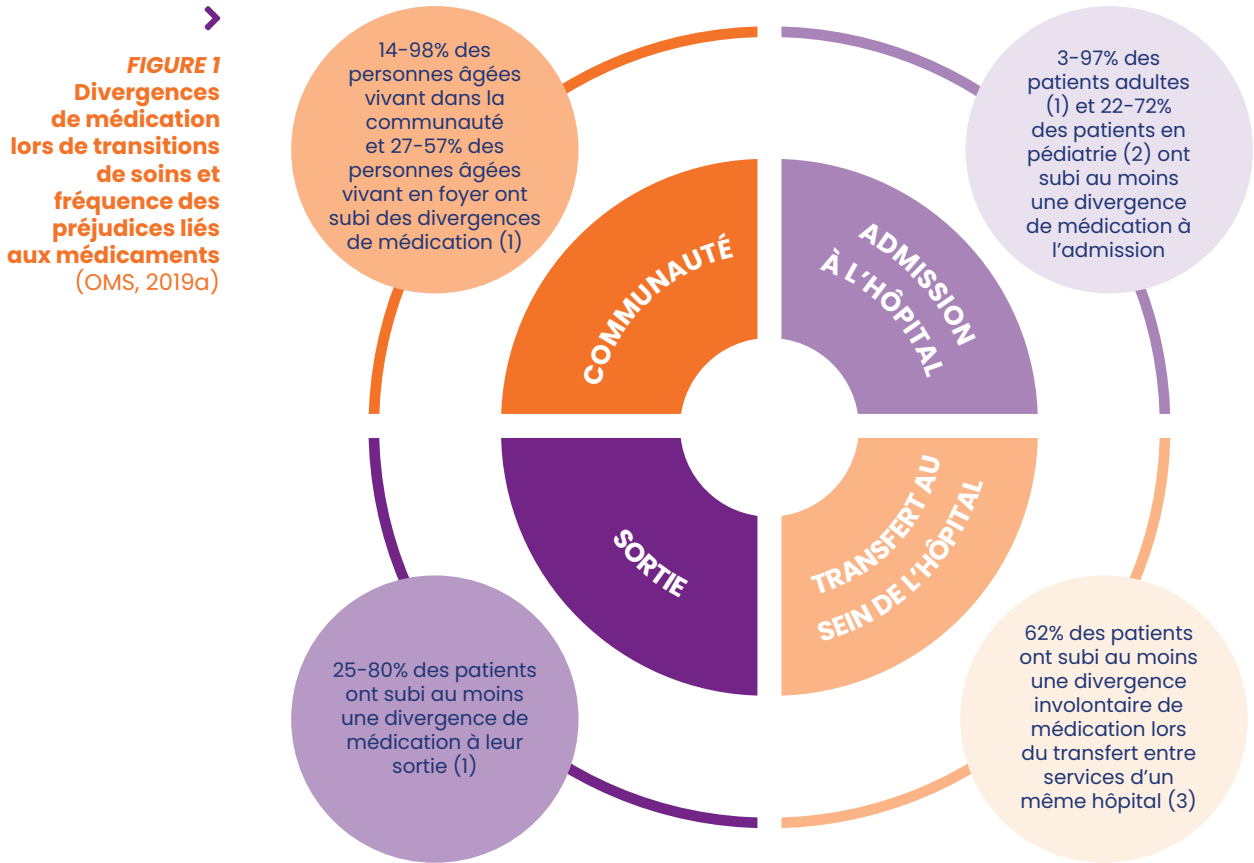 FIGURE 1
Divergences
de médication
lors de transitions
de soins et
fréquence des
préjudices liés
aux médicaments
(OMS, 2019a)
14-98% des
personnes âgées
vivant dans la
communauté
et 27-57% des
personnes âgées
vivant en foyer ont
subi des divergences
de médication (1)
3-97% des
patients adultes
(1) et 22-72%
des patients en
pédiatrie (2) ont
subi au moins
une divergence
de médication à
l’admission
COMMUNAUTÉ
ADMISSION
À L’HÔPITAL
SORTIE
TRANSFERT AU
SEIN DE L’HÔPITAL
25-80% des patients
ont subi au moins
une divergence de
médication à leur
sortie (1)
62% des patients
ont subi au moins
une divergence
involontaire de
médication lors
du transfert entre
services d’un
même hôpital (3)